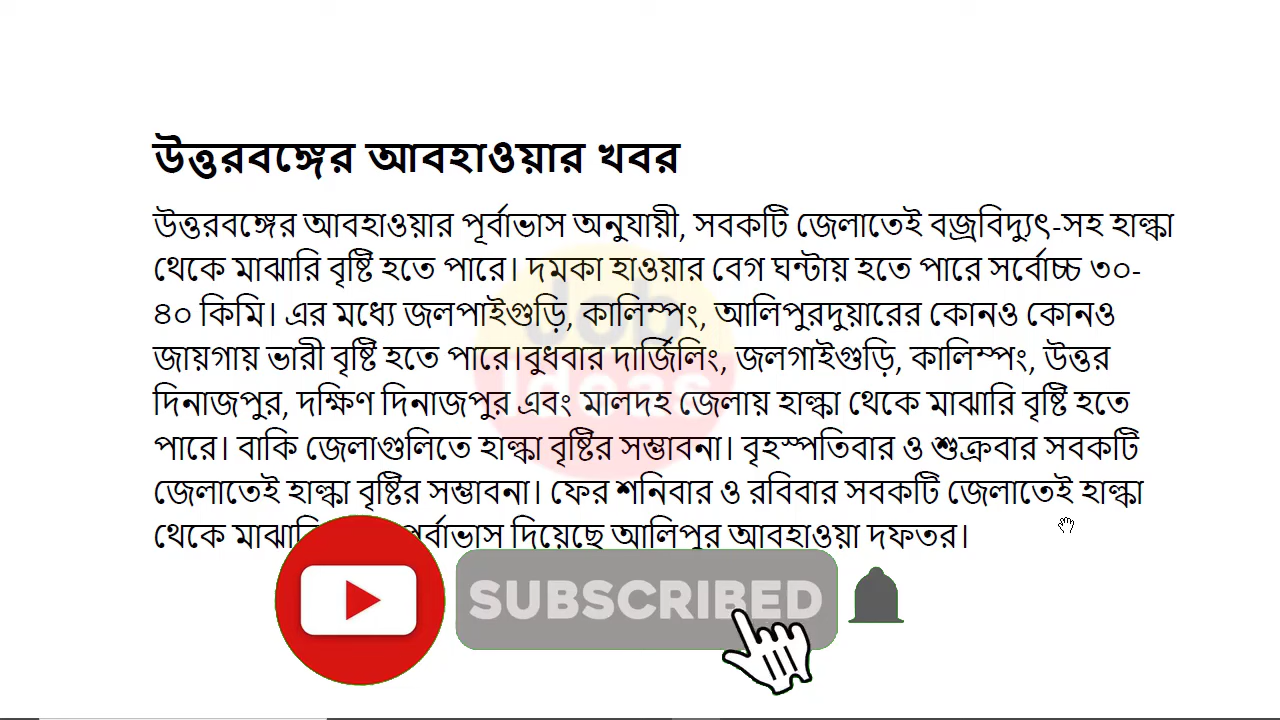 উত্তরবঙ্গের আবহাওয়ার খবর
উত্তরবঙ্গের আবহাওয়ার পূর্বাভাস অনুযায়ী, সবকটি জেলাতেই বজ্রবিদ্যুৎ-সহ হাল্কা
থেকে মাঝারি বৃষ্টি হতে পারে। দমকা হাওয়ার বেগ ঘন্টায় হতে পারে সর্বোচ্চ ৩০-
৪০ কিমি। এর মধ্যে জলপাইগুড়ি, কালিম্পং, আলিপুরদুয়ারের কোনও কোনও
জায়গায় ভারী বৃষ্টি হতে পারে।বুধবার দার্জিলিং, জলগাইগুড়ি, কালিম্পং, উত্তর
দিনাজপুর, দক্ষিণ দিনাজপুর এবং মালদহ জেলায় হাল্কা থেকে মাঝারি বৃষ্টি হতে
পারে। বাকি জেলাগুলিতে হাল্কা বৃষ্টির সম্ভাবনা। বৃহস্পতিবার ও শুক্রবার সবকটি
জেলাতেই হাল্কা বৃষ্টির সম্ভাবনা। ফের শনিবার ও রবিবার সবকটি জেলাতেই হাল্কা
থেকে মাঝারি পূর্বাভাস দিয়েছে আলিপুর আবহাওয়া দফতর।
Job
Ideas
SUBSCRIBED